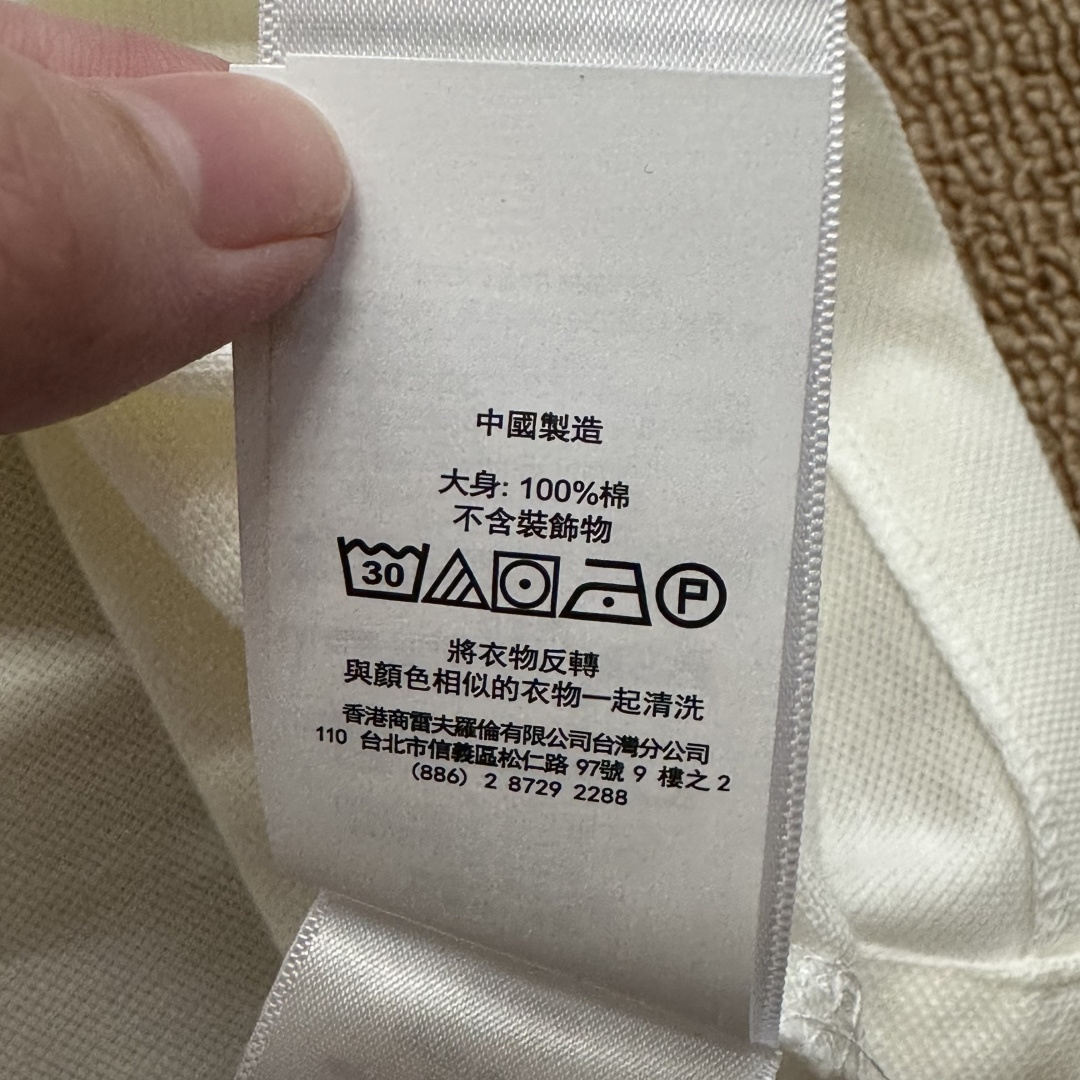 中國製造
大身: 100%棉
不含裝飾物
30 P
將衣物反轉
與顏色相似的衣物一起清洗
香港商雷夫羅倫有限公司台灣分公司
110 台北市信義區松仁路 97號 9 樓之 2
(886) 2 8729 2288